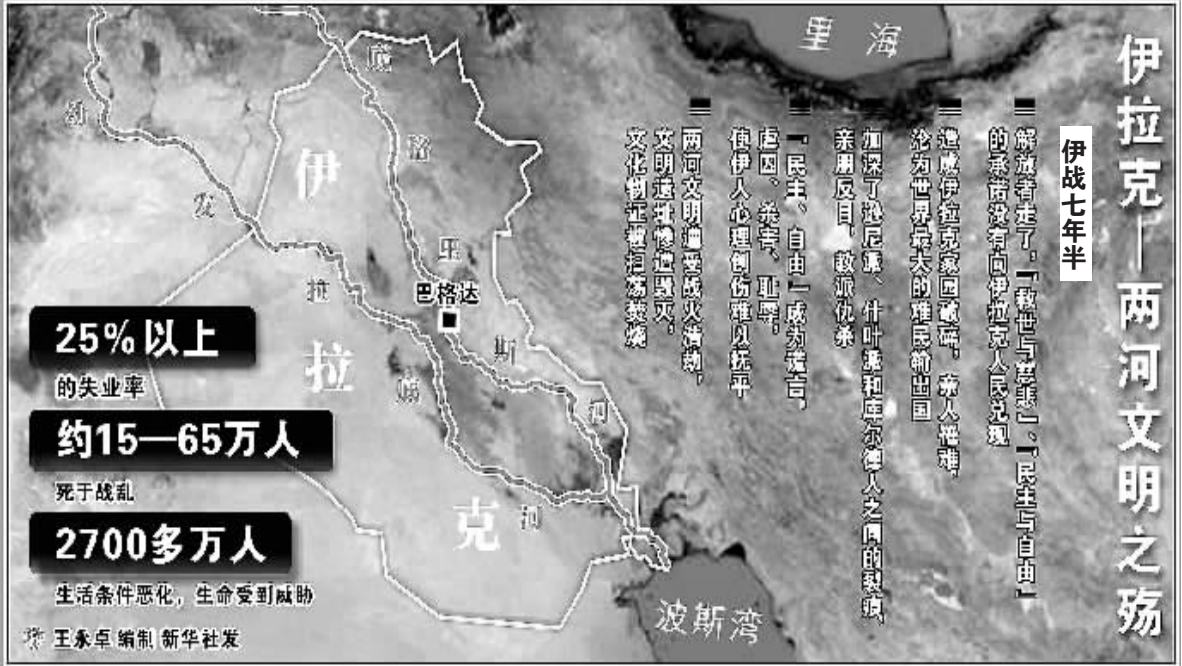 伊拉克—两河文明之殇
伊战七年半
解放者走了，“救世与慈悲”、“民主与自由”
的承诺没有向伊拉克人民兑现
造成伊拉克家园破碎，亲人罹难，
沦为世界最大的难民输出国
加深了逊尼派、什叶派和库尔德人之间的裂痕，
亲朋反目，教派仇杀
“民主、自由”成为谎言，
虐囚、杀害、耻辱，
使伊人心理创伤难以抚平
两河文明遭受战火涛劫，
文明遗址惨遭毁灭，
文化物证被扫荡焚烧
里海
底格里斯河
幼发拉底河
伊拉克
巴格达
波斯湾
25%以上
的失业率
约15—65万人
死于战乱
2700多万人
生活条件恶化，生命受到威胁
王永卓 编制 新华社发